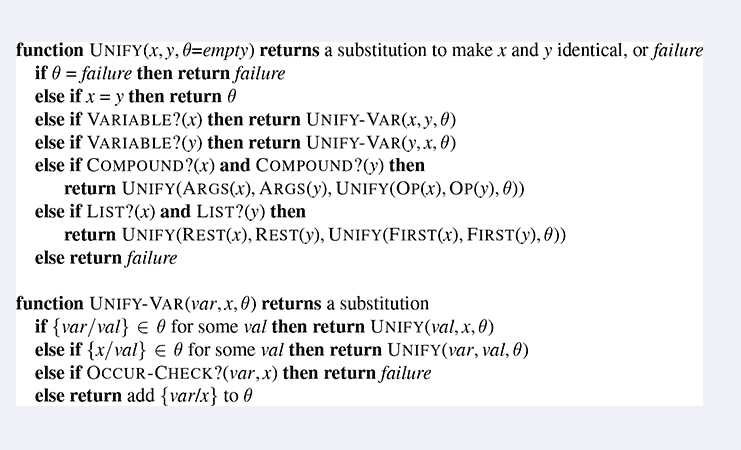 function UNIFY(x, y, θ=empty) returns a substitution to make x and y identical, or failure
if θ = failure then return failure
else if x = y then return θ
else if VARIABLE?(x) then return UNIFY-VAR(x, y, θ)
else if VARIABLE?(y) then return UNIFY-VAR(y, x, θ)
else if COMPOUND?(x) and COMPOUND?(y) then
return UNIFY(ARGS(x), ARGS(y), UNIFY(OP(x), OP(y), θ))
else if LIST?(x) and LIST?(y) then
return UNIFY(REST(x), REST(y), UNIFY(FIRST(x), FIRST(y), θ))
else return failure
function UNIFY-VAR(var, x, θ) returns a substitution
if {var/val} ∈ θ for some val then return UNIFY(val, x, θ)
else if {x/val} ∈ θ for some val then return UNIFY(var, val, θ)
else if OCCUR-CHECK?(var, x) then return failure
else return add {var/x} to θ